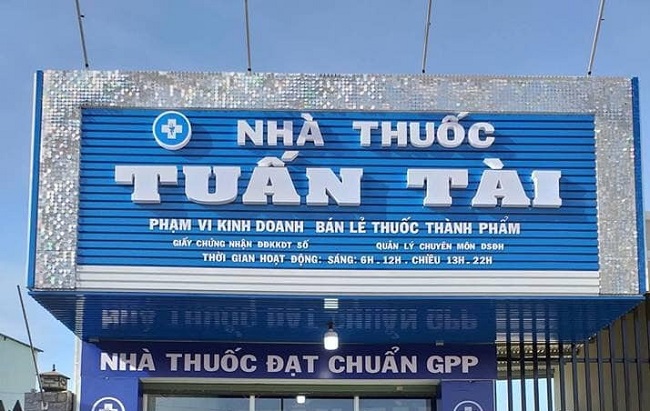 NHÀ THUỐC
TUẤN TÀI
PHẠM VI KINH DOANH BÁN LẺ THUỐC THÀNH PHẨM
GIẤY CHỨNG NHẬN ĐĐKKDT SỐ QUẢN LÝ CHUYÊN MÔN DSĐH
THỜI GIAN HOẠT ĐỘNG: SÁNG: 6H - 12H . CHIỀU 13H - 22H
NHÀ THUỐC ĐẠT CHUẨN GPP